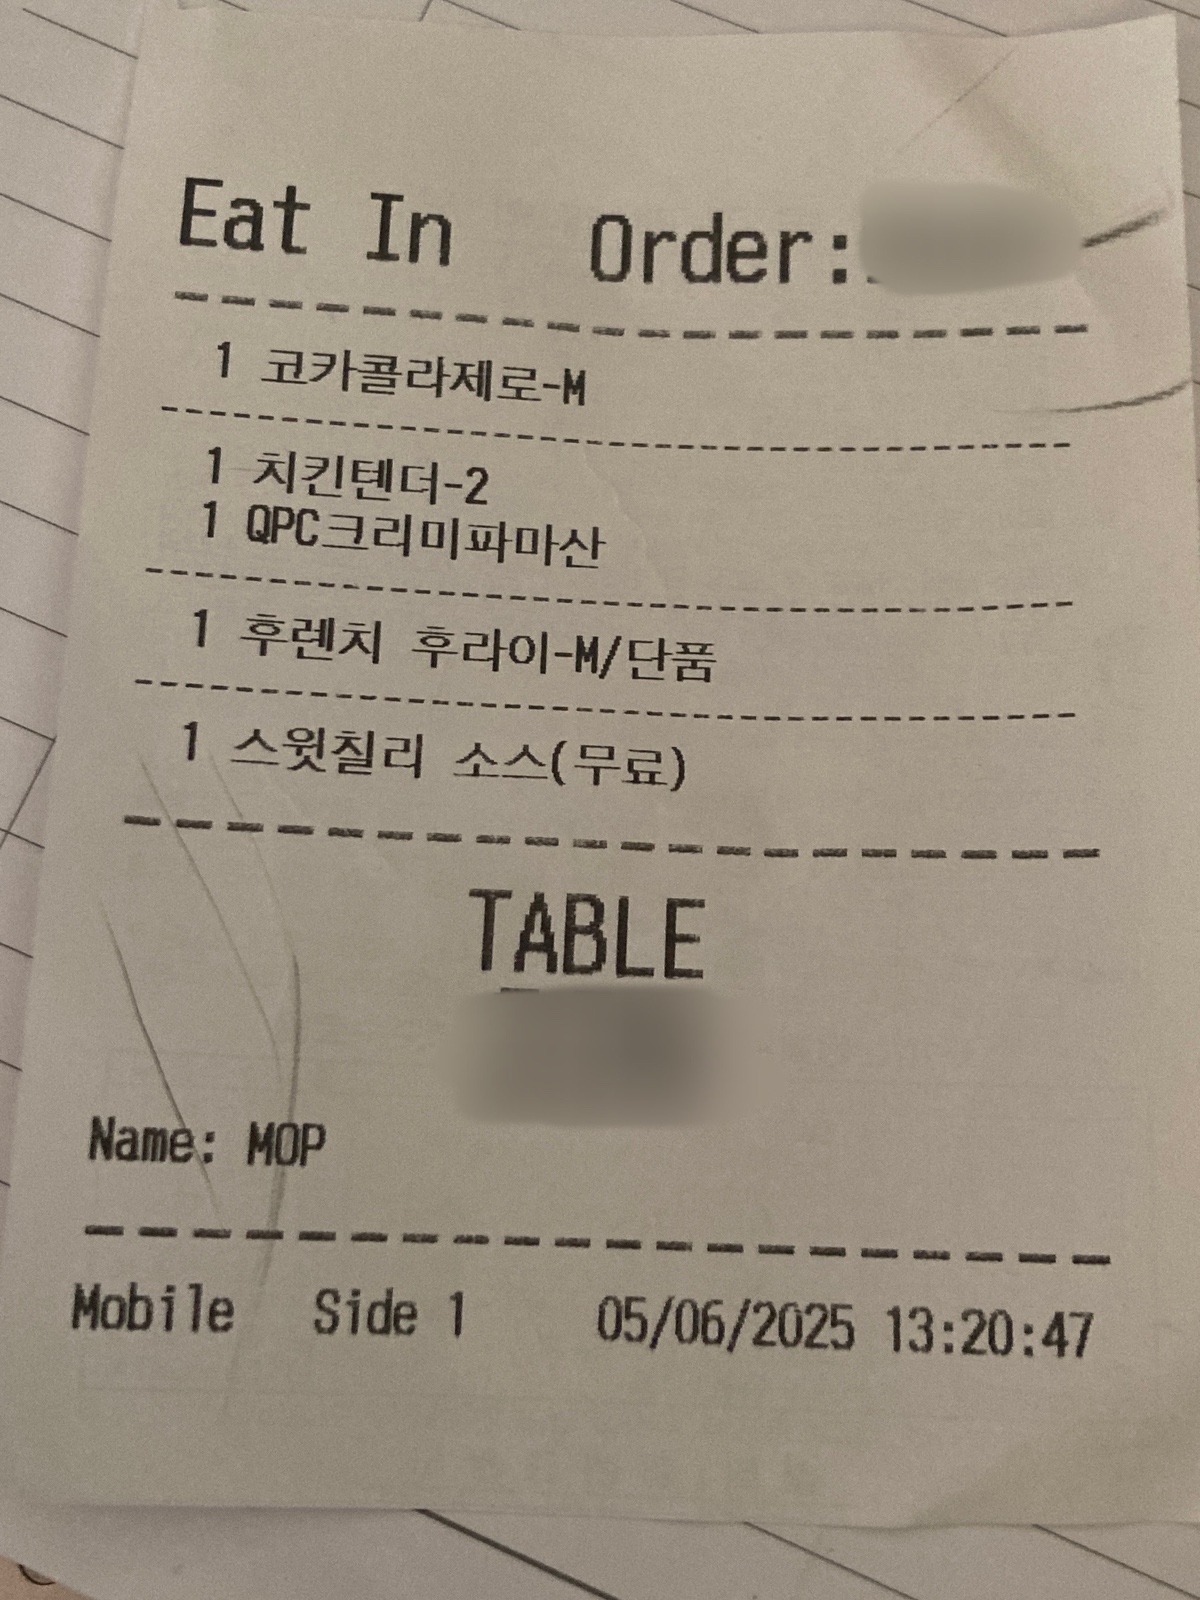 Eat In Order:
1 코카콜라제로-M
1 치킨텐더-2
1 QPC크리미파마산
1 후렌치 후라이-M/단품
1 스윗칠리 소스(무료)
TABLE
Name: MOP
Mobile Side 1 05/06/2025 13:20:47